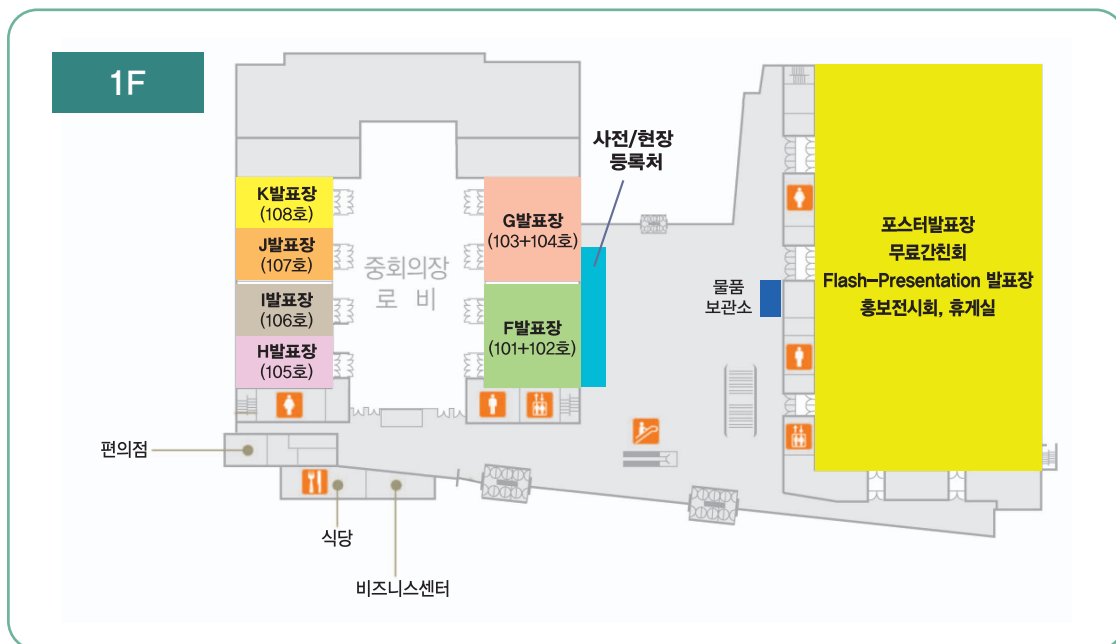 1F
사전/현장
등록처
K발표장
(108호)
J발표장
(107호)
I발표장
(106호)
H발표장
(105호)
중회의장
로 비
G발표장
(103+104호)
F발표장
(101+102호)
물품
보관소
포스터발표장
무료간친회
Flash-Presentation 발표장
홍보전시회, 휴게실
편의점
식당
비즈니스센터